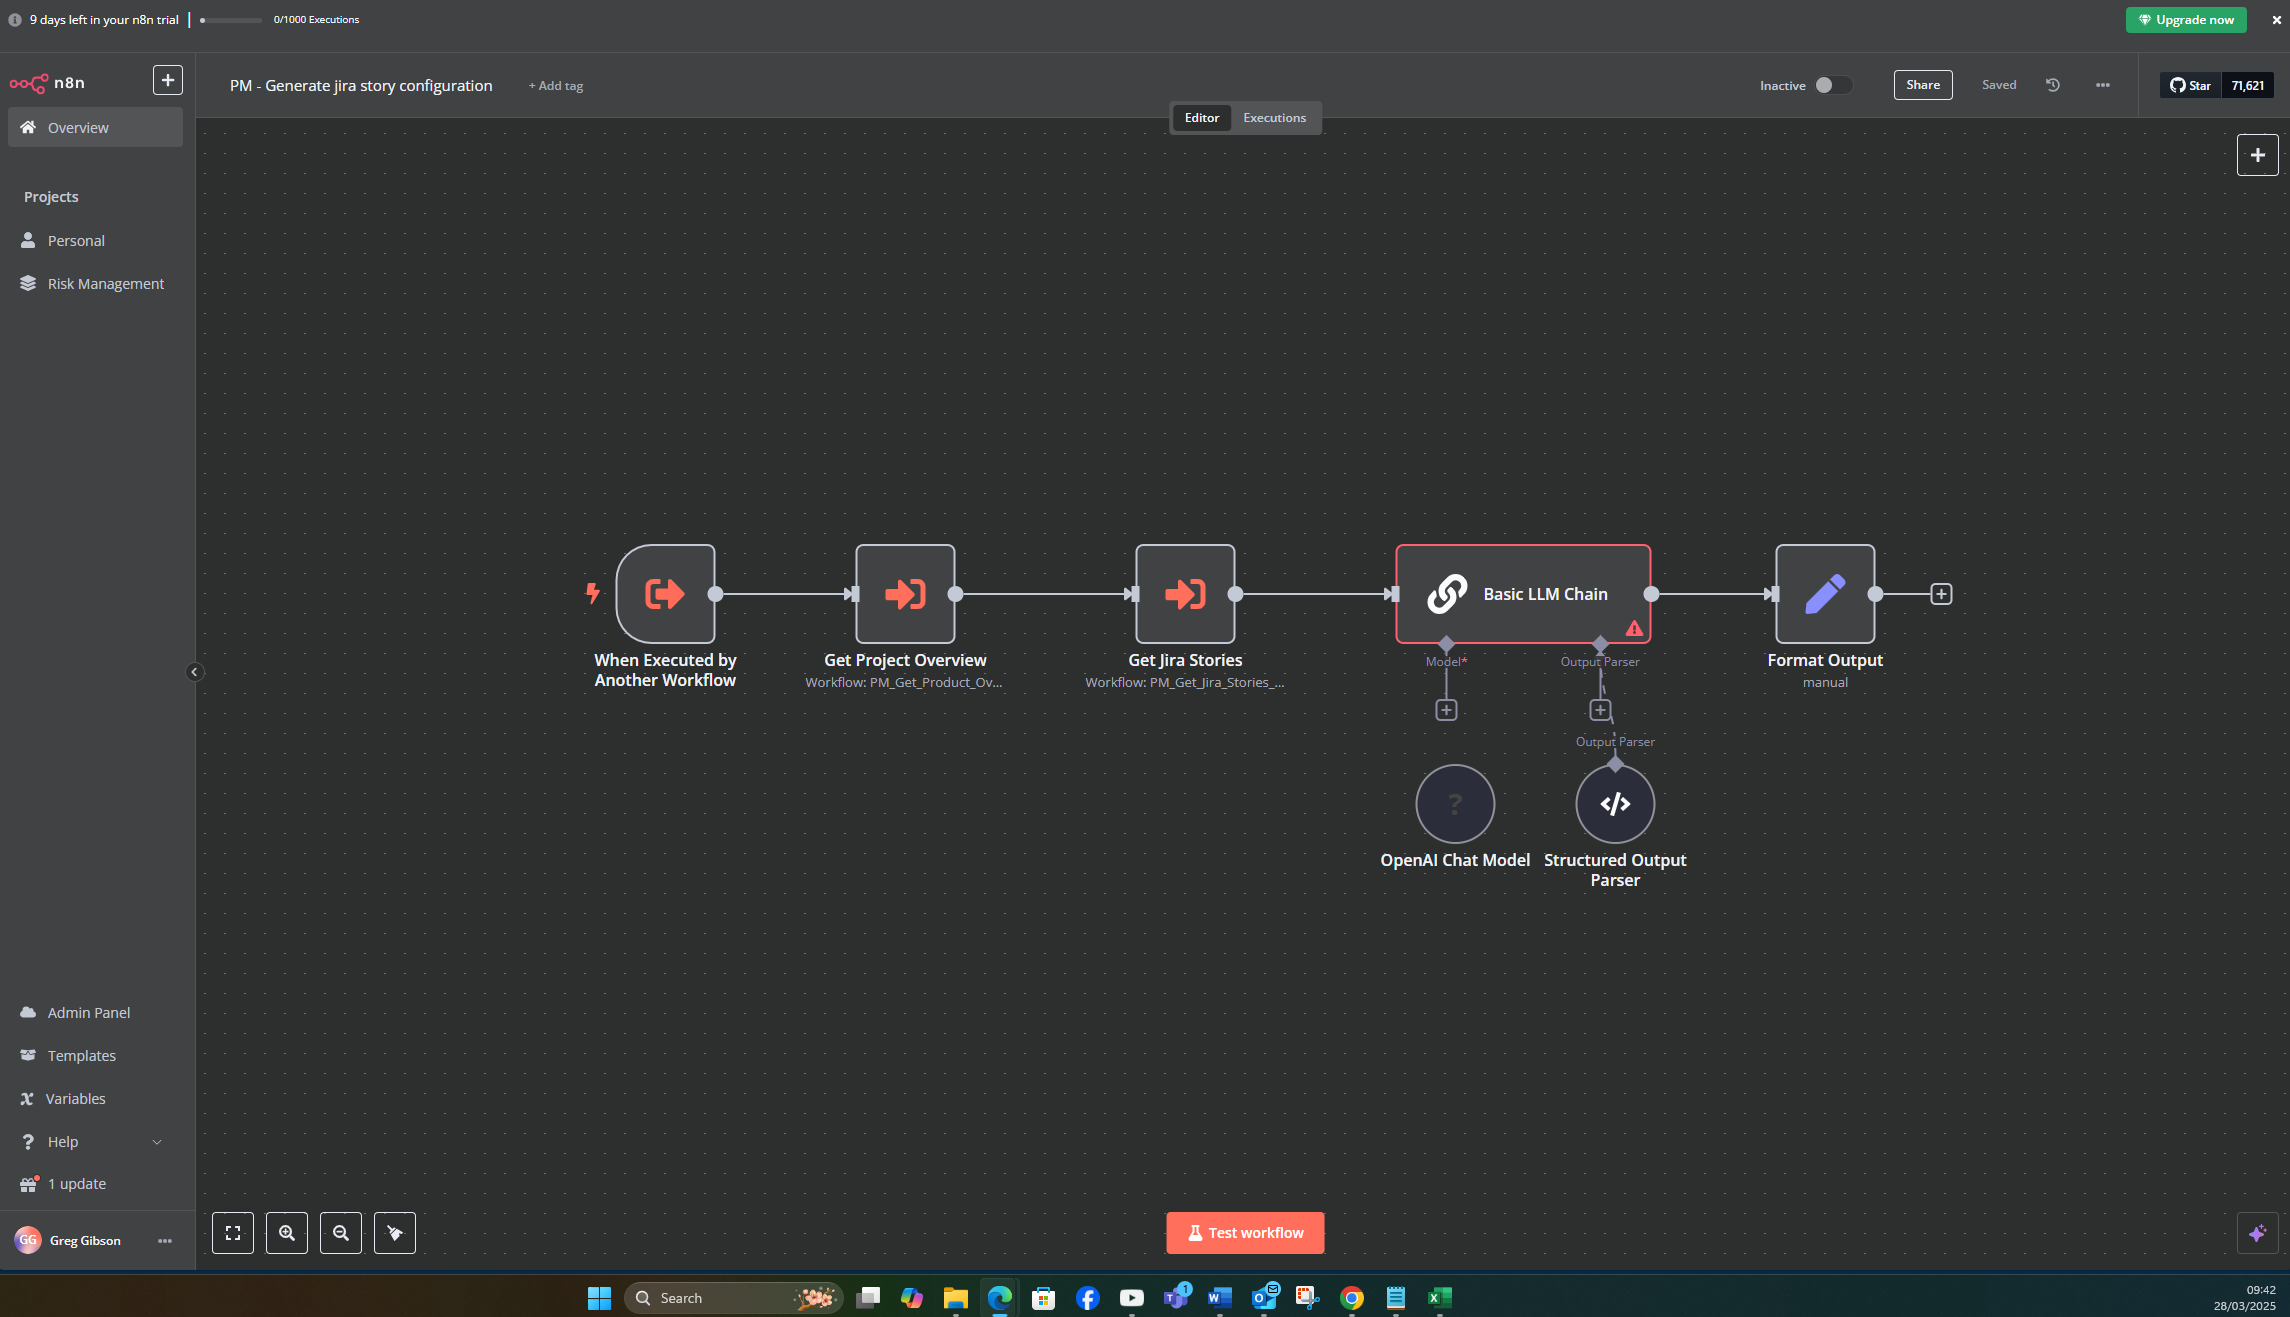 9 days left in your n8n trial
0/1000 Executions
Upgrade now
n8n
PM - Generate jira story configuration
+ Add tag
Inactive
Share
Saved
Star
71,621
Editor
Executions
Overview
Projects
Personal
Risk Management
When Executed by
Another Workflow
Get Project Overview
Workflow: PM_Get_Product_Ov...
Get Jira Stories
Workflow: PM_Get_Jira_Stories_...
Basic LLM Chain
Model*
Output Parser
Format Output
manual
Output Parser
?
OpenAI Chat Model
Structured Output
Parser
Admin Panel
Templates
Variables
Help
1 update
GG
Greg Gibson
Test workflow
Search
1
09:42
28/03/2025